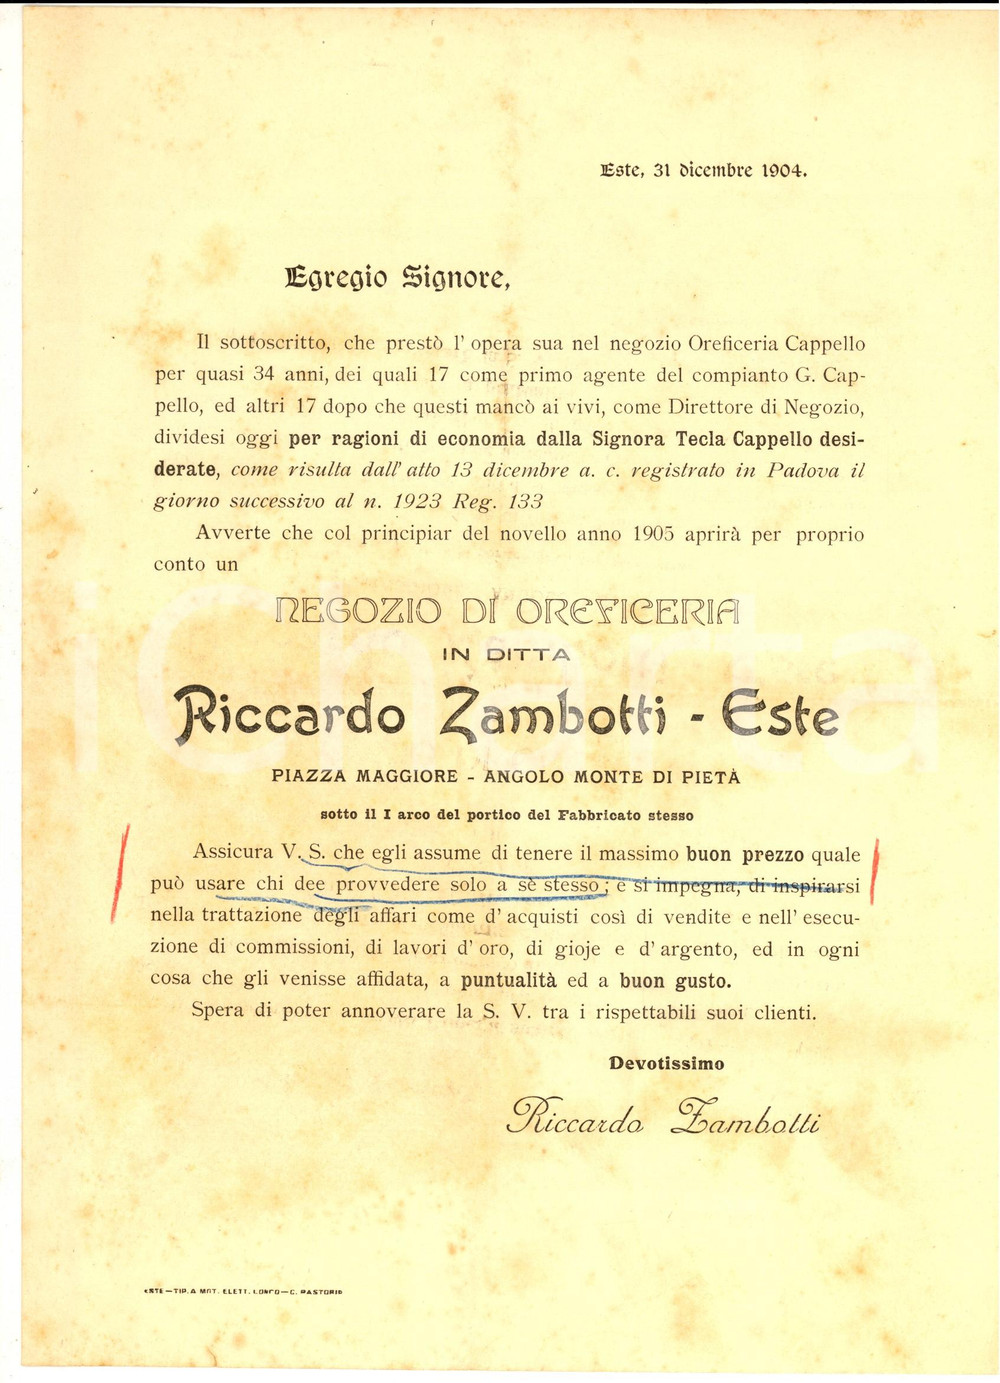 Este, 31 dicembre 1904.
Egregio Signore,
Il sottoscritto, che prestò l' opera sua nel negozio Oreficeria Cappello
per quasi 34 anni, dei quali 17 come primo agente del compianto G. Cap-
pello, ed altri 17 dopo che questi mancò ai vivi, come Direttore di Negozio,
dividesi oggi per ragioni di economia dalla Signora Tecla Cappello desi-
derate, come risulta dall' atto 13 dicembre a. c. registrato in Padova il
giorno successivo al n. 1923 Reg. 133
Avverte che col principiar del novello anno 1905 aprirà per proprio
conto un
NEGOZIO DI OREFICERIA
IN DITTA
Riccardo Zambotti - Este
PIAZZA MAGGIORE - ANGOLO MONTE DI PIETÀ
sotto il I arco del portico del Fabbricato stesso
Assicura V. S. che egli assume di tenere il massimo buon prezzo quale
può usare chi dee provvedere solo a sè stesso; e si impegna, di inspirarsi
nella trattazione degli affari come d' acquisti così di vendite e nell' esecu-
zione di commissioni, di lavori d' oro, di gioje e d' argento, ed in ogni
cosa che gli venisse affidata, a puntualità ed a buon gusto.
Spera di poter annoverare la S. V. tra i rispettabili suoi clienti.
Devotissimo
Riccardo Zambotti
ESTE—TIP. A MOT. ELETT. LONGO—C. PASTORIO
iCharta